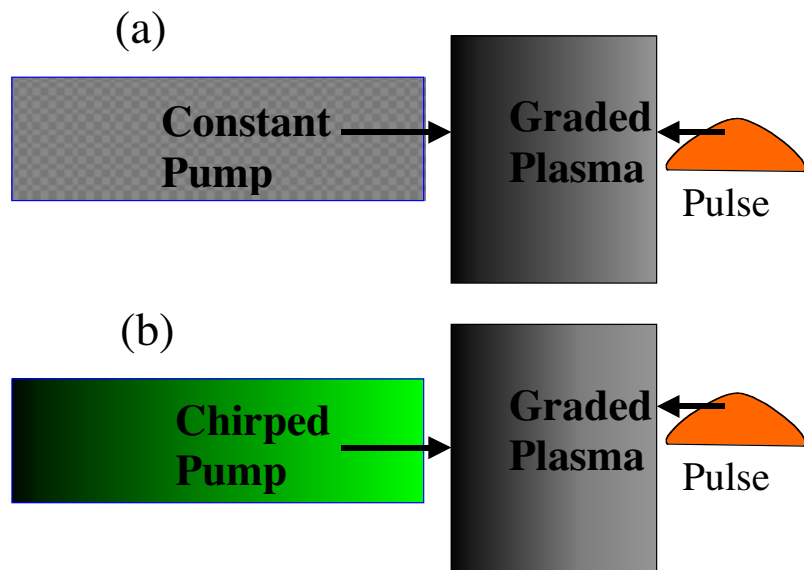 (a)
Constant
Pump
Graded
Plasma
Pulse
(b)
Chirped
Pump
Graded
Plasma
Pulse